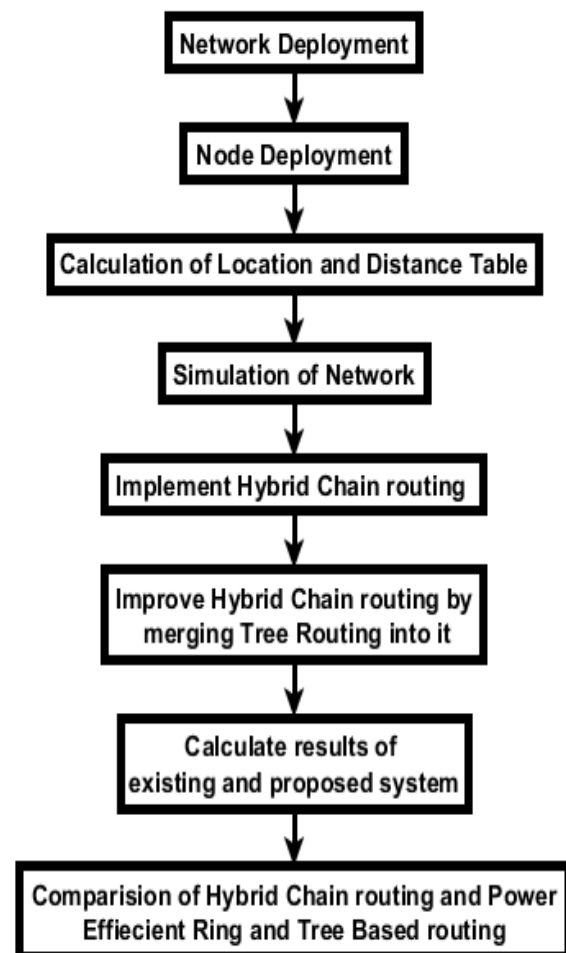 Network Deployment
Node Deployment
Calculation of Location and Distance Table
Simulation of Network
Implement Hybrid Chain routing
Improve Hybrid Chain routing by
merging Tree Routing into it
Calculate results of
existing and proposed system
Comparision of Hybrid Chain routing and Power
Effiecient Ring and Tree Based routing